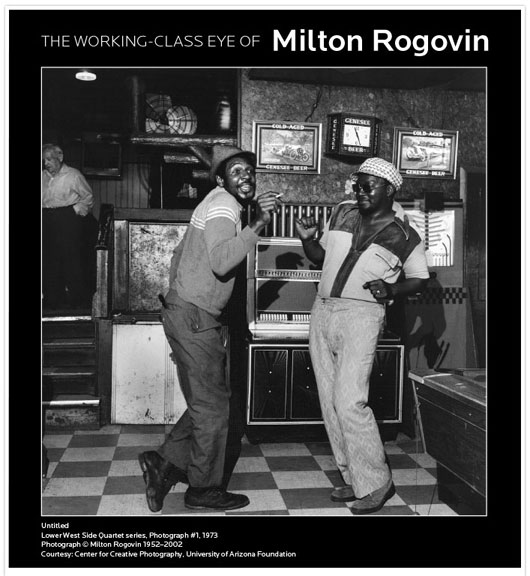 THE WORKING-CLASS EYE OF Milton Rogovin
GENESEE
COLD-AGED
GENESEE BEER
GENESEE
BEER
COLD-AGED
GENESEE BEER
Untitled
Lower West Side Quartet series, Photograph #1, 1973
Photograph © Milton Rogovin 1952–2002
Courtesy: Center for Creative Photography, University of Arizona Foundation